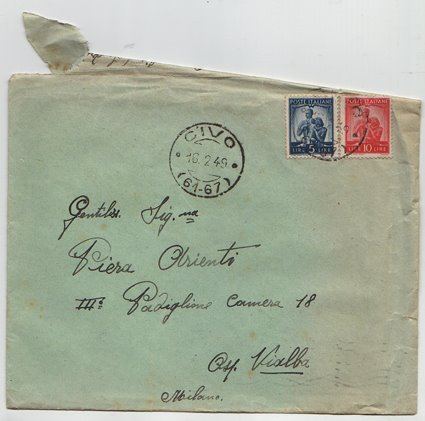 POSTE ITALIANE
LIRE 5 LIRE
POSTE ITALIANE
LIRE 10 LIRE
CIVO
16.2.49
(61-67)
Gentilis. Sig.na
Piera Orienti
III° Padiglione camera 18
Osp. Vialba
Milano.